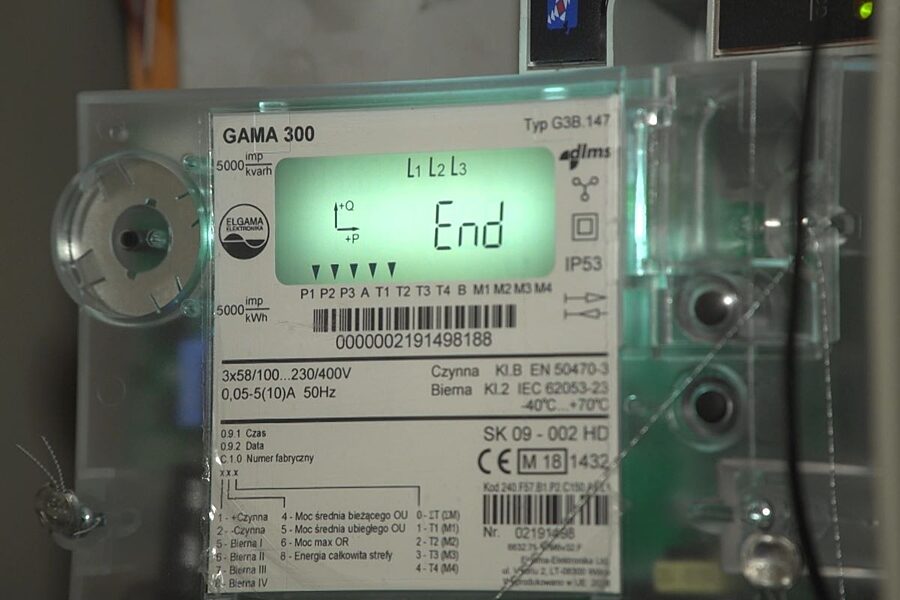 GAMA 300
Typ G3B.147
5000 imp kvarh
dlms
L1 L2 L3
+Q
+P
End
ELGAMA
ELEKTRONIKA
IP53
P1 P2 P3 A T1 T2 T3 T4 B M1 M2 M3 M4
5000 imp kWh
0000002191498188
3x58/100...230/400V
Czynna Kl.B EN 50470-3
0,05-5(10)A 50Hz
Bierna Kl.2 IEC 62053-23
-40°C...+70°C
0.9.1 Czas
0.9.2 Data
C.1.0 Numer fabryczny
x.x.x
SK 09 - 002 HD
CE M 18 1432
1 - +Czynna
2 - -Czynna
5 - Bierna I
6 - Bierna II
7 - Bierna III
8 - Bierna IV
4 - Moc średnia bieżącego OU
5 - Moc średnia ubiegłego OU
6 - Moc max OR
8 - Energia całkowita strefy
0 - ΣT (ΣM)
1 - T1 (M1)
2 - T2 (M2)
3 - T3 (M3)
4 - T4 (M4)
Nr. 02191498